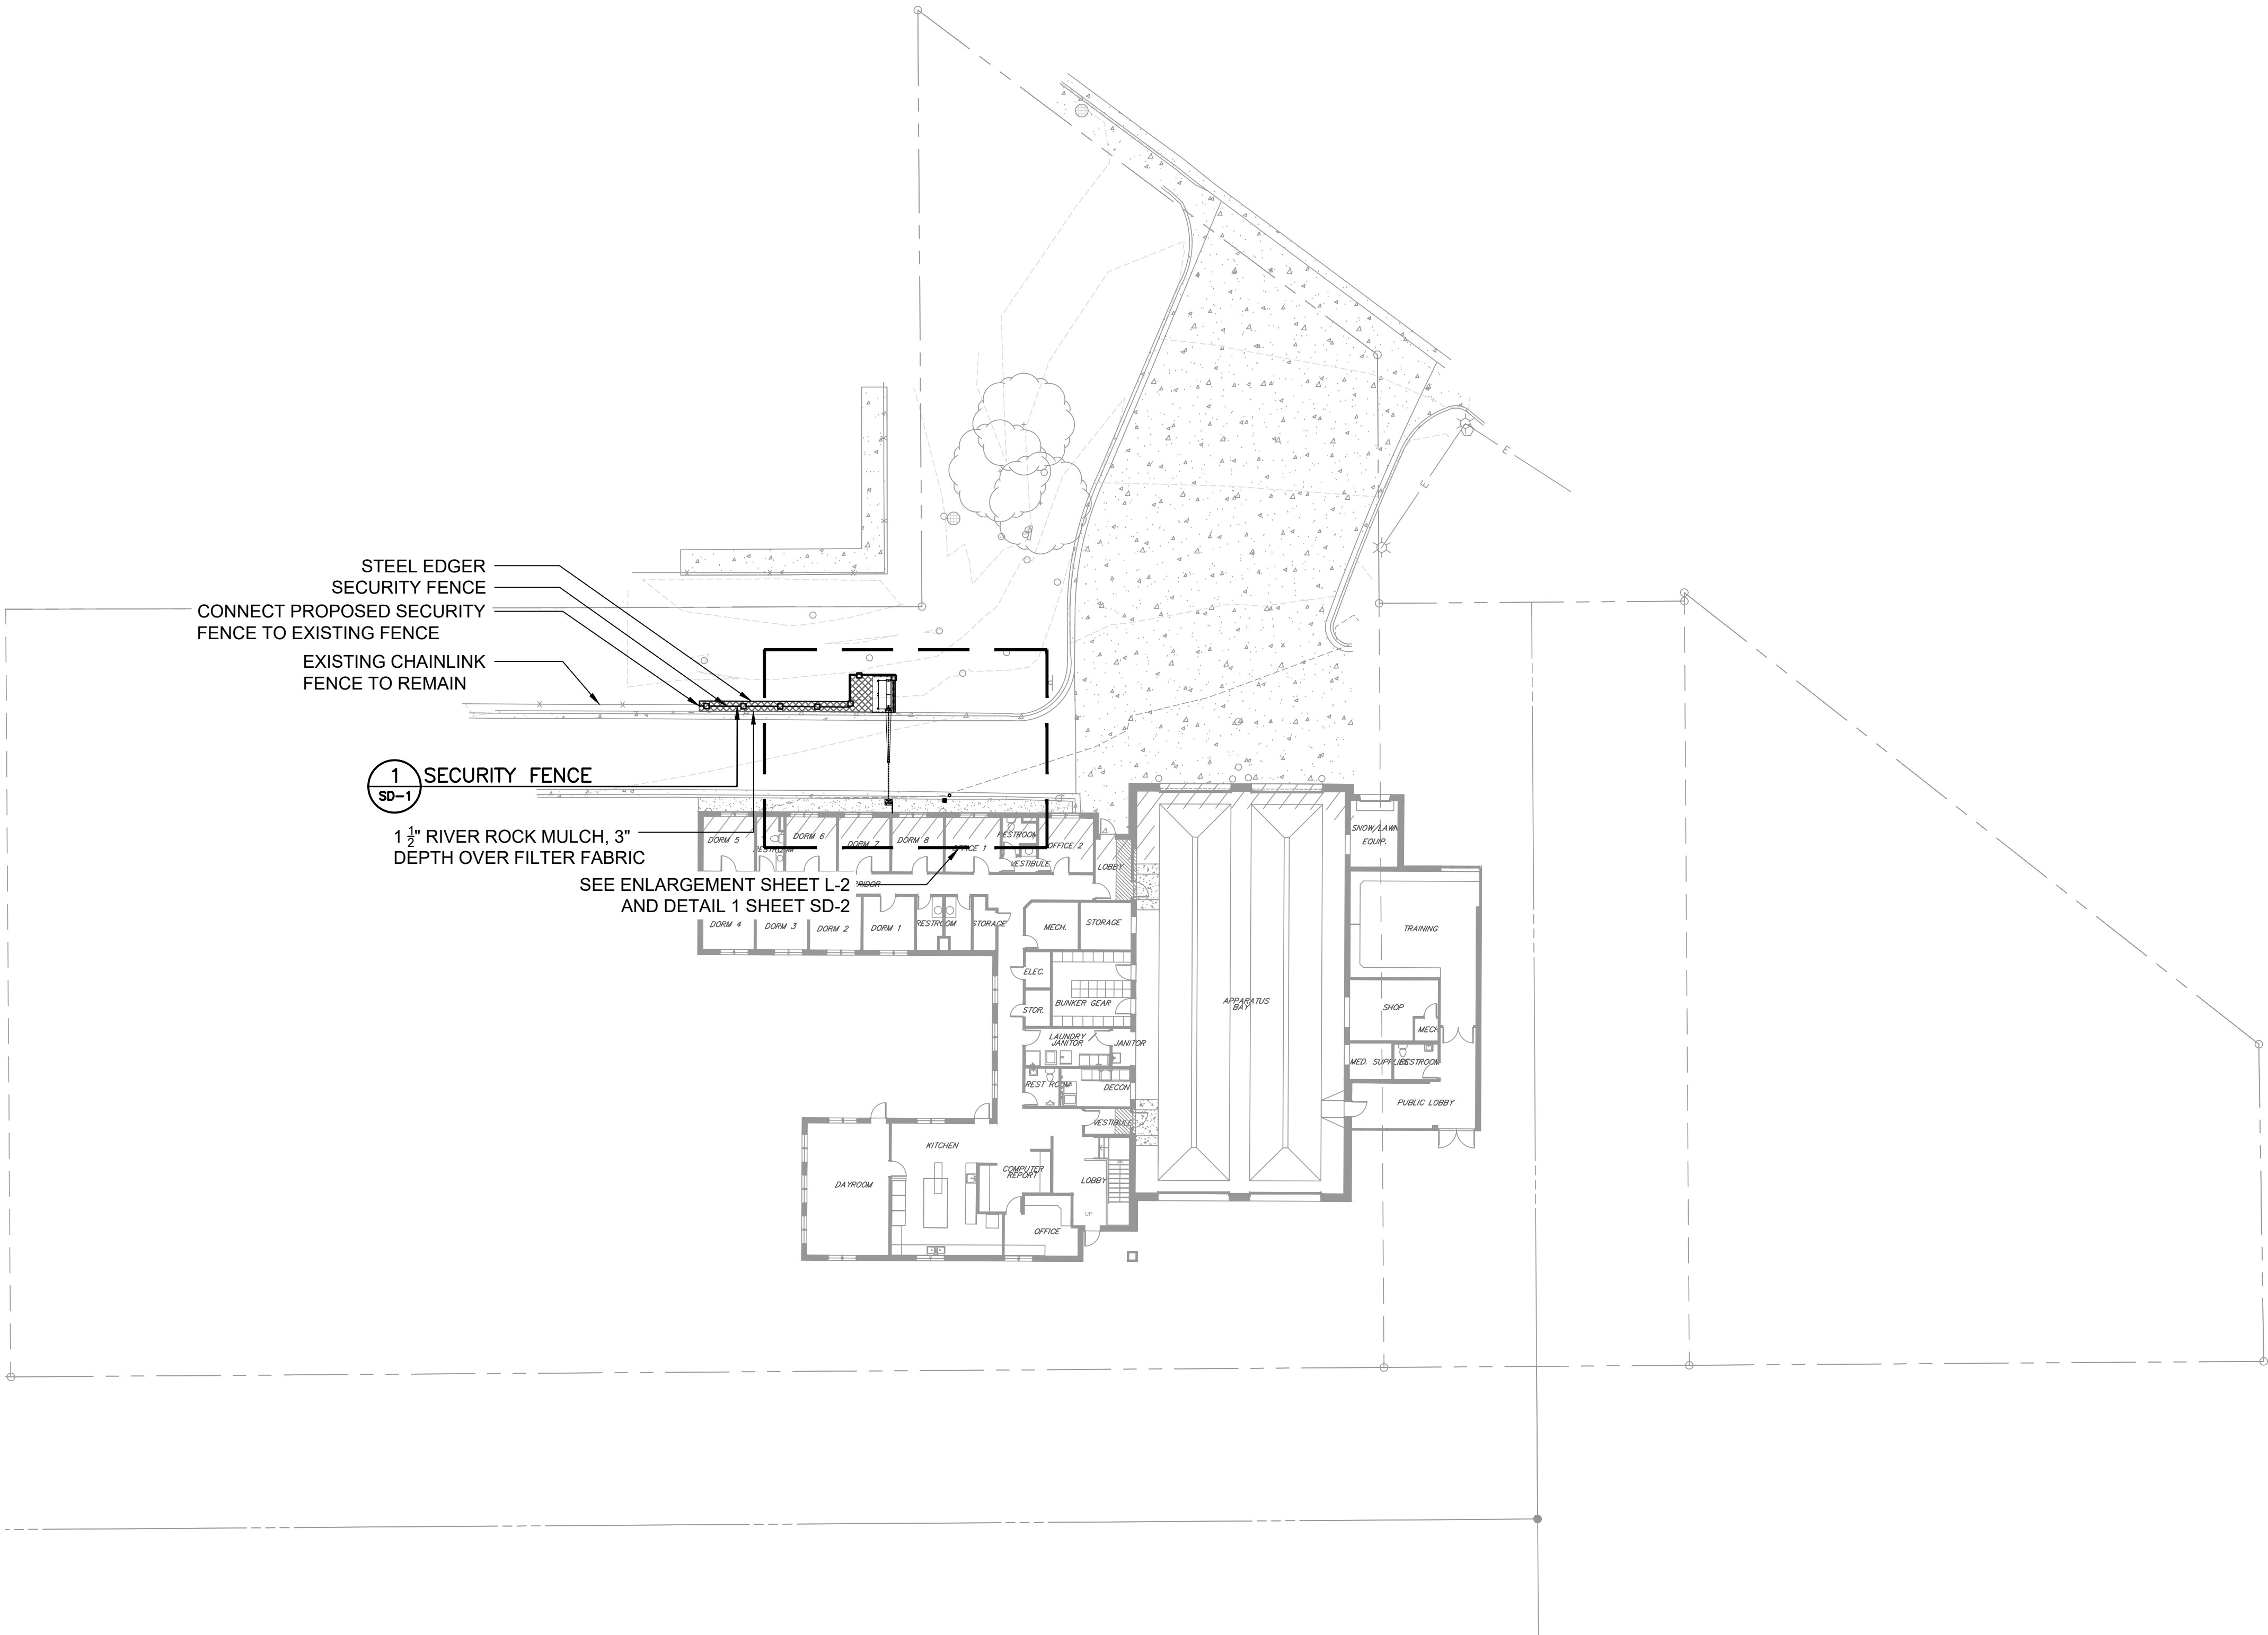 E
E
STEEL EDGER
SECURITY FENCE
CONNECT PROPOSED SECURITY
FENCE TO EXISTING FENCE
EXISTING CHAINLINK
FENCE TO REMAIN
1
SD-1
SECURITY FENCE
1 1/2" RIVER ROCK MULCH, 3"
DEPTH OVER FILTER FABRIC
SEE ENLARGEMENT SHEET L-2
AND DETAIL 1 SHEET SD-2
DORM 5
DORM 6
DORM 7
DORM 8
OFFICE 2
VESTIBULE
LOBBY
SNOW/LAWN
EQUIP.
DORM 4
DORM 3
DORM 2
DORM 1
RESTROOM
STORAGE
MECH.
STORAGE
TRAINING
ELEC.
BUNKER GEAR
STOR.
APPARATUS
BAY
SHOP
MECH
LAUNDRY
JANITOR
JANITOR
MED. SUPPLIES
RESTROOM
REST ROOM
DECON
PUBLIC LOBBY
VESTIBULE
KITCHEN
COMPUTER
REPORT
LOBBY
DAYROOM
UP
OFFICE